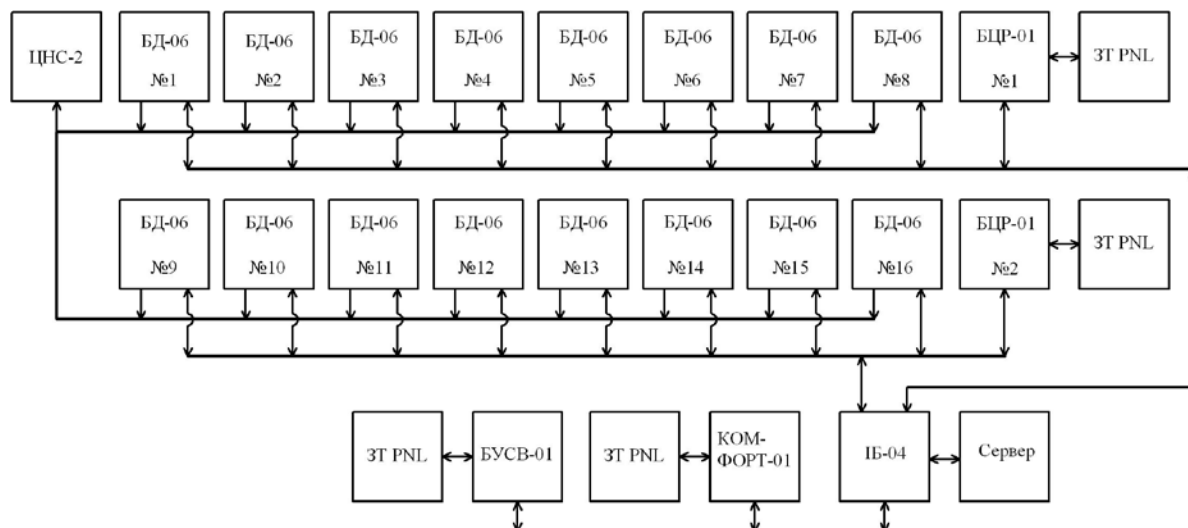 ЦНС-2
БД-06
№1
БД-06
№2
БД-06
№3
БД-06
№4
БД-06
№5
БД-06
№6
БД-06
№7
БД-06
№8
БЦР-01
№1
ЗТ PNL
БД-06
№9
БД-06
№10
БД-06
№11
БД-06
№12
БД-06
№13
БД-06
№14
БД-06
№15
БД-06
№16
БЦР-01
№2
ЗТ PNL
ЗТ PNL
БУСВ-01
ЗТ PNL
КОМ-
ФОРТ-01
ІБ-04
Сервер